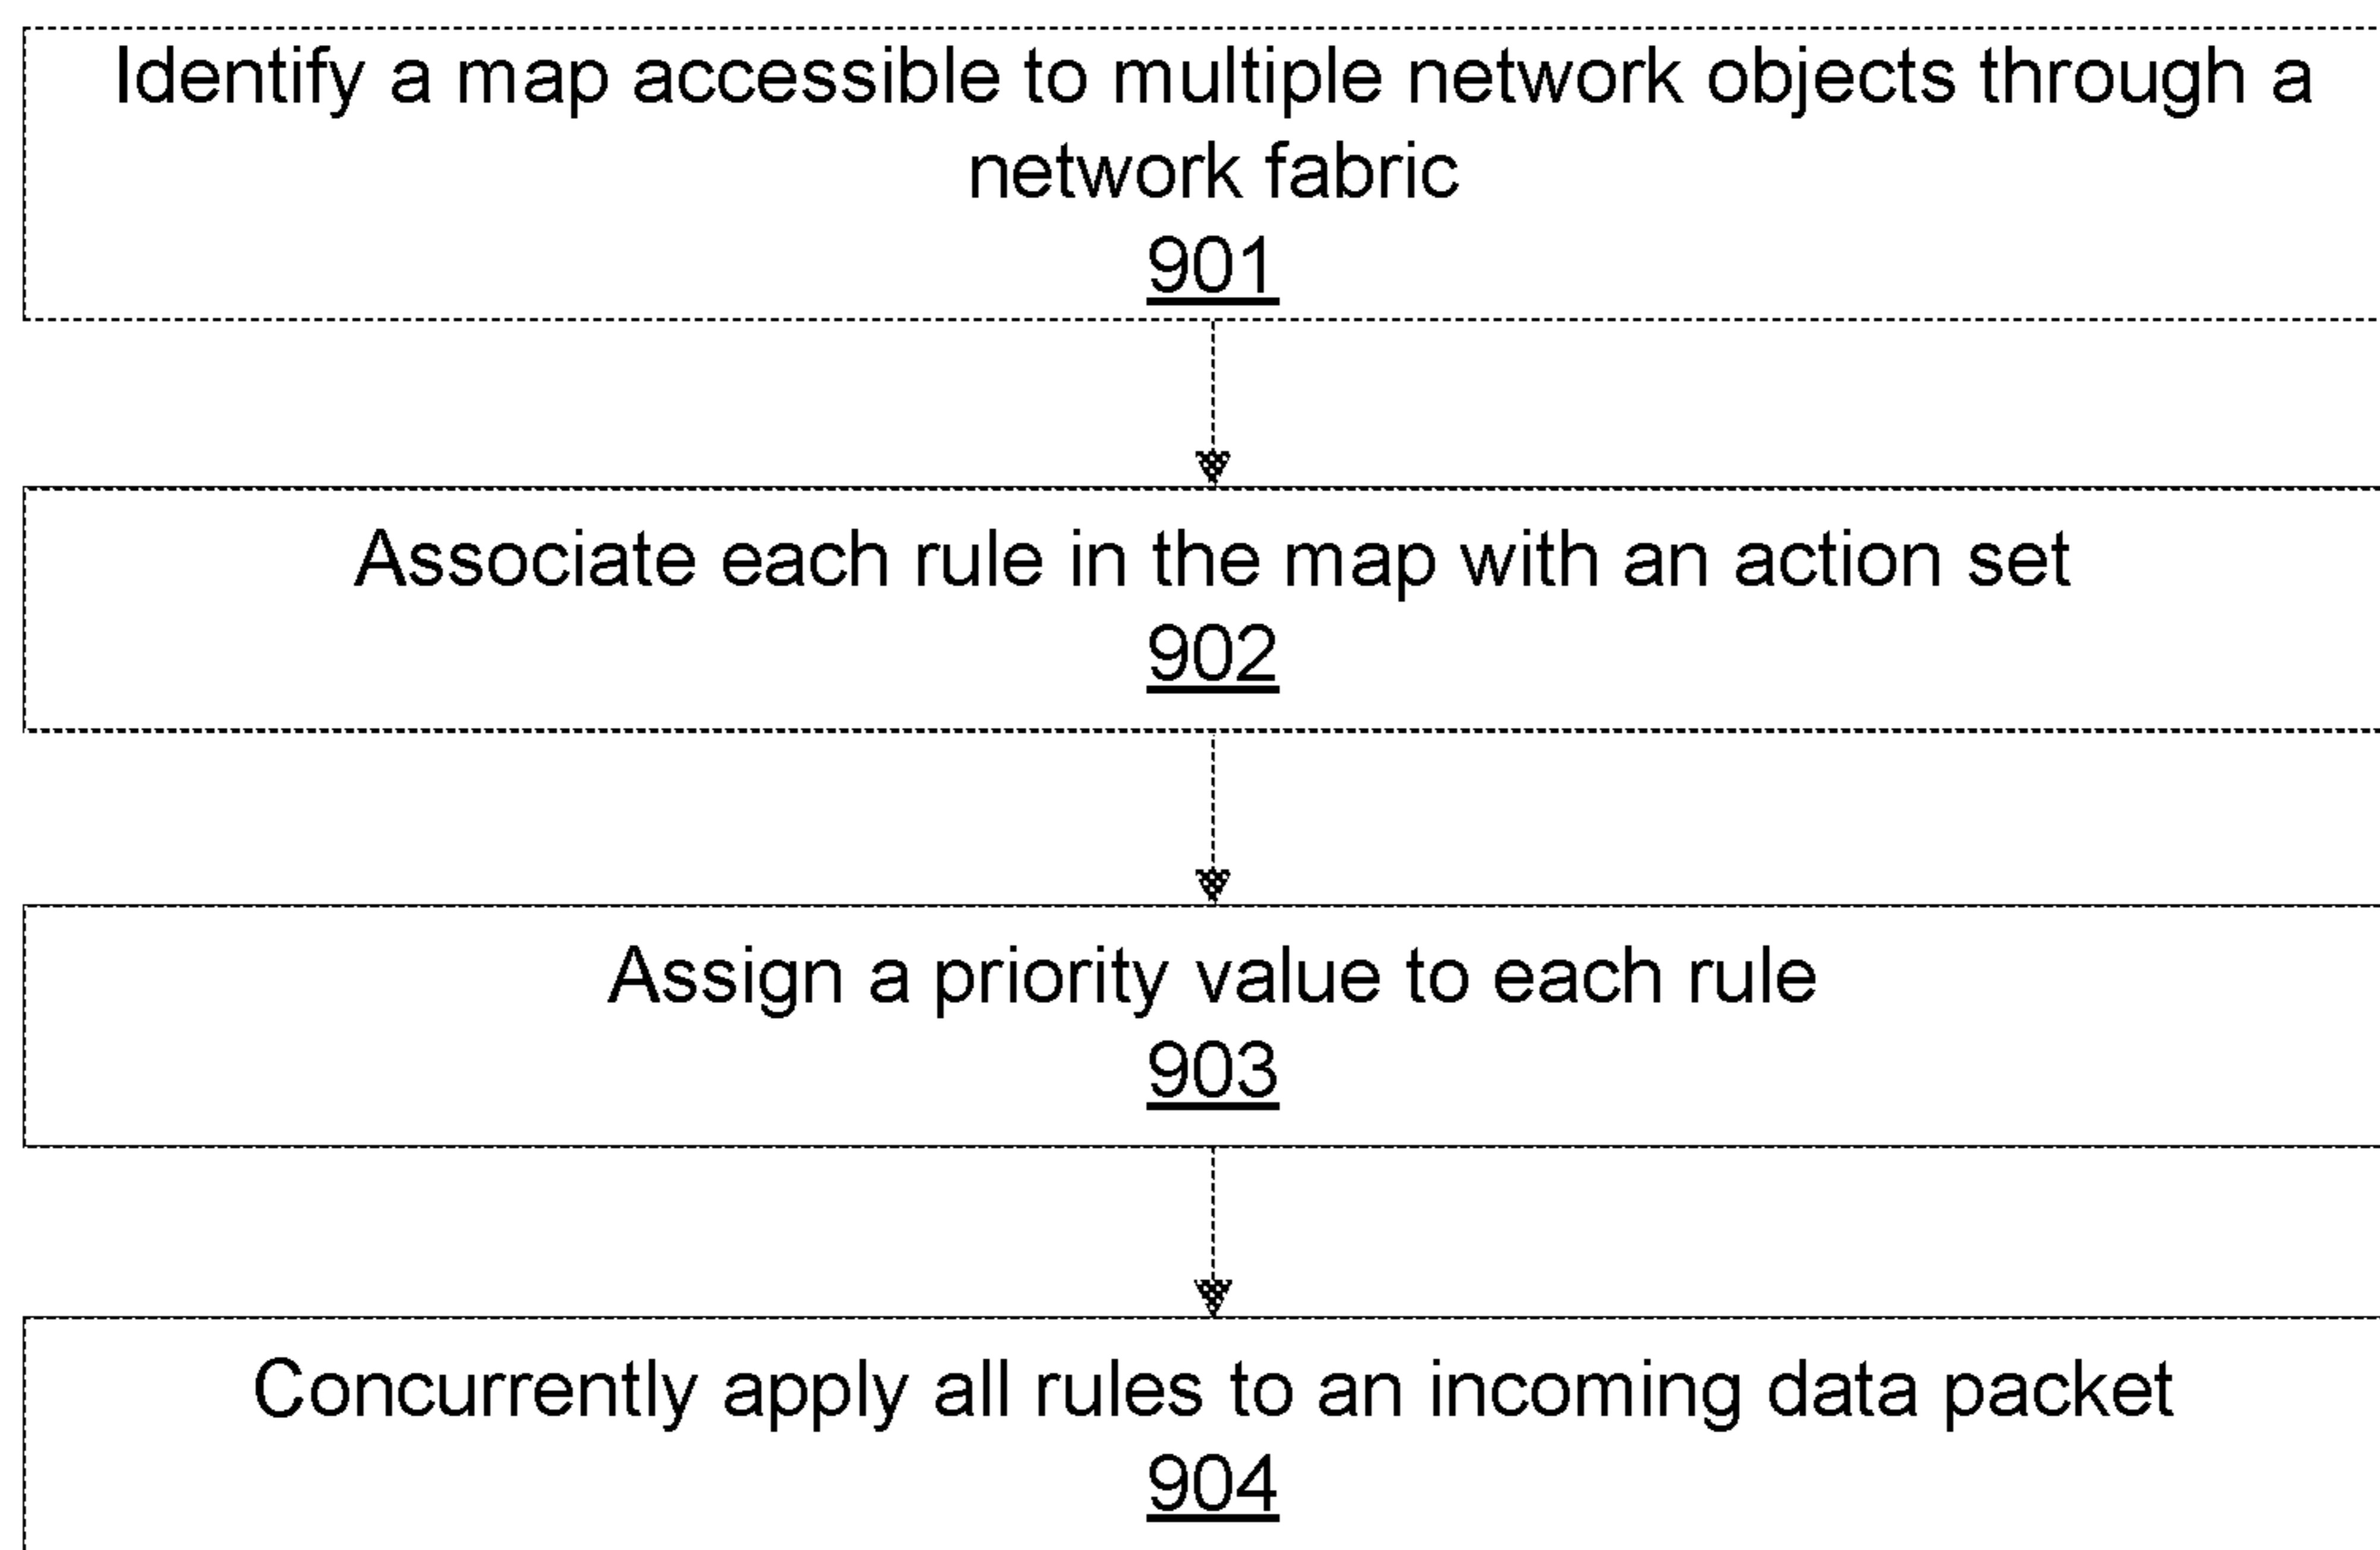 Identify a map accessible to multiple network objects through a
network fabric
901
Associate each rule in the map with an action set
902
Assign a priority value to each rule
903
Concurrently apply all rules to an incoming data packet
904